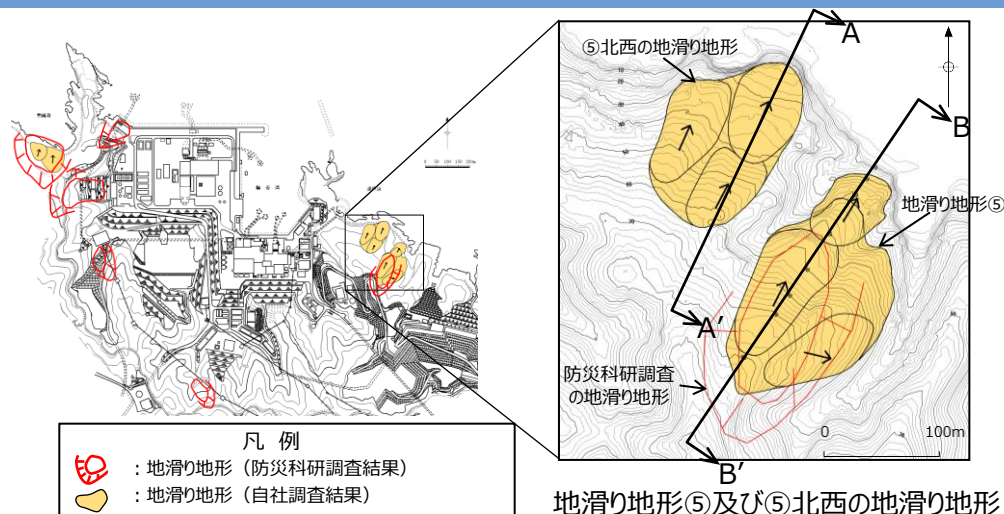 ⑤北西の地滑り地形
A
B
地滑り地形⑤
A′
防災科研調査
の地滑り地形
0 100m
B′
地滑り地形⑤及び⑤北西の地滑り地形
凡 例
：地滑り地形（防災科研調査結果）
：地滑り地形（自社調査結果）